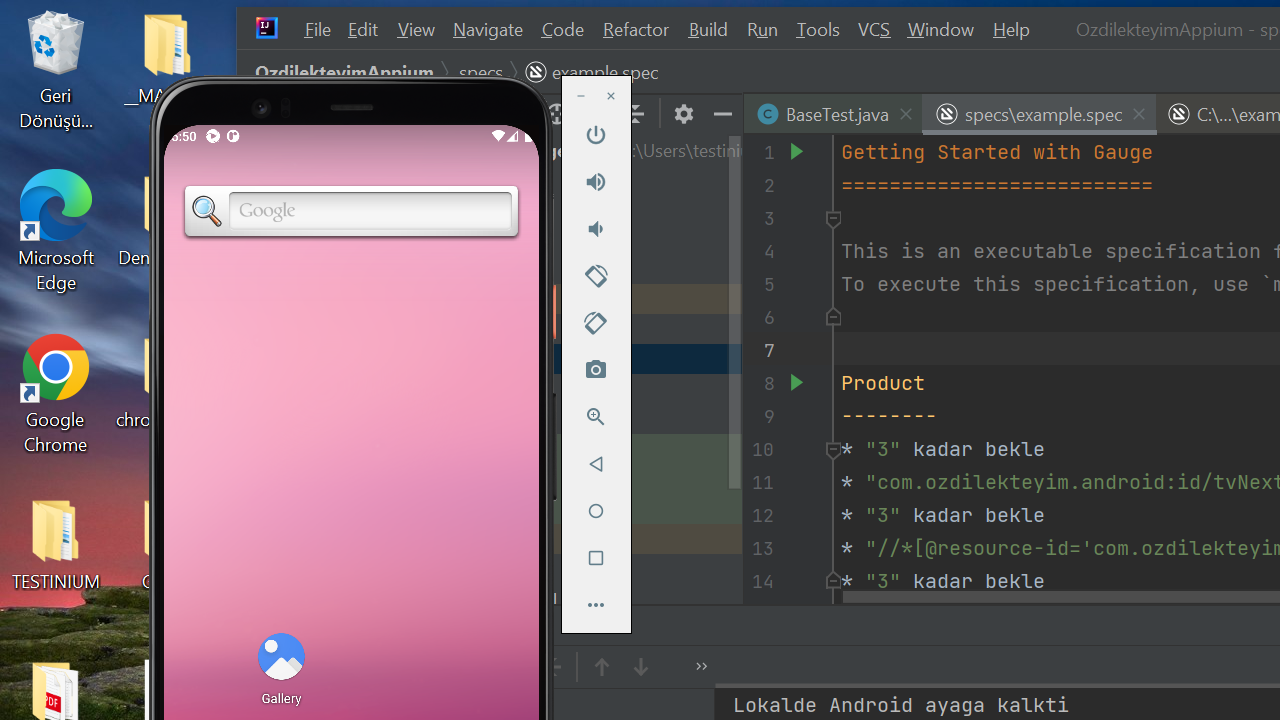 File Edit View Navigate Code Refactor Build Run Tools VCS Window Help OzdilekteyimAppium - sp
OzdilekteyimAppium specs example.spec
Geri
Dönüşü...
Microsoft
Edge
Google
Chrome
chro
TESTINIUM
PDF
Den
:50
Google
Gallery
:\Users\testiniu
BaseTest.java specs\example.spec C:\...\exam
1 Getting Started with Gauge
2 ==========================
3
4 This is an executable specification f
5 To execute this specification, use `m
6
7
8 Product
9 --------
10 * "3" kadar bekle
11 * "com.ozdilekteyim.android:id/tvNext
12 * "3" kadar bekle
13 * "//*[@resource-id='com.ozdilekteyim
14 * "3" kadar bekle
Lokalde Android ayaga kalkti